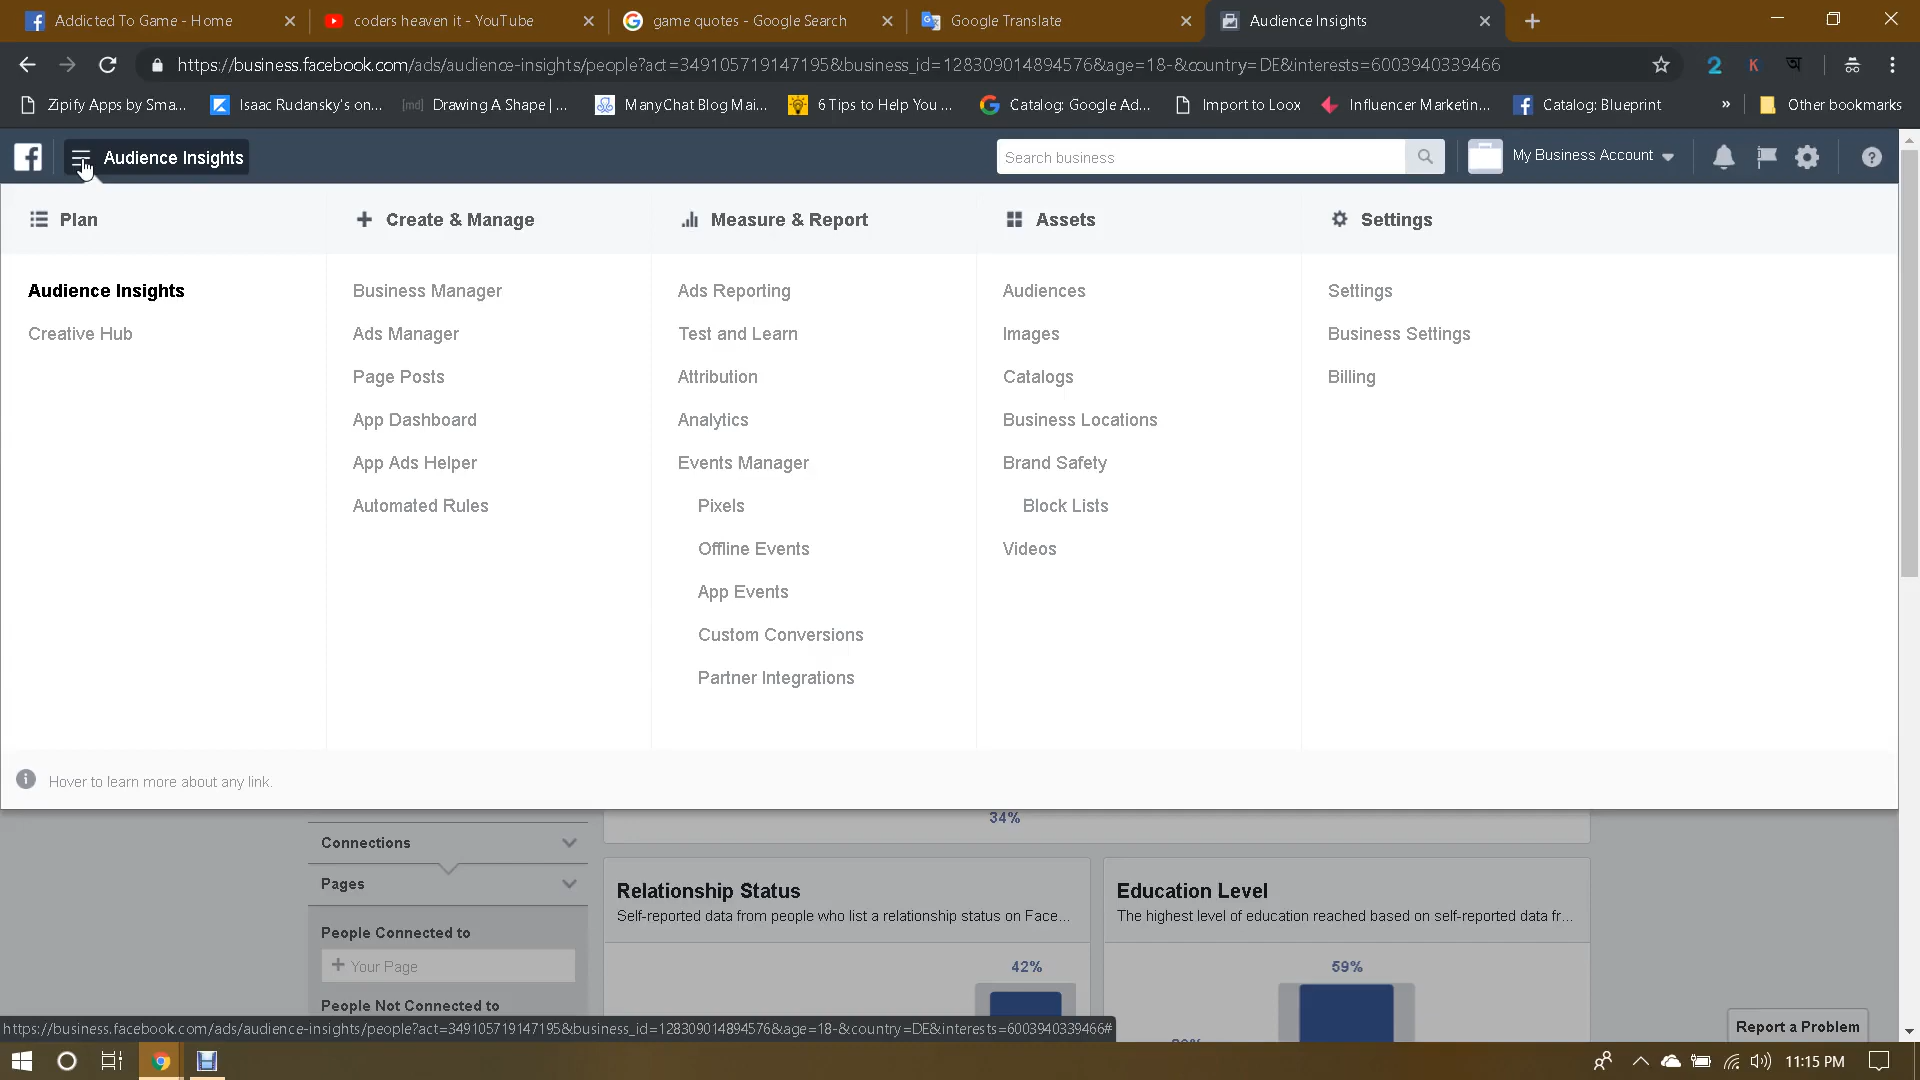 Addicted To Game - Home
coders heaven it - YouTube
game quotes - Google Search
Google Translate
Audience Insights
https://business.facebook.com/ads/audience-insights/people?act=349105719147195&business_id=128309014894576&age=18-&country=DE&interests=6003940339466
2
K
অ
Zipify Apps by Sma...
Isaac Rudansky's on...
[md] Drawing A Shape | ...
ManyChat Blog Mai...
6 Tips to Help You ...
Catalog: Google Ad...
Import to Loox
Influencer Marketin...
Catalog: Blueprint
»
Other bookmarks
Audience Insights
Search business
My Business Account
Plan
Create & Manage
Measure & Report
Assets
Settings
Audience Insights
Creative Hub
Business Manager
Ads Manager
Page Posts
App Dashboard
App Ads Helper
Automated Rules
Ads Reporting
Test and Learn
Attribution
Analytics
Events Manager
Pixels
Offline Events
App Events
Custom Conversions
Partner Integrations
Audiences
Images
Catalogs
Business Locations
Brand Safety
Block Lists
Videos
Settings
Business Settings
Billing
Hover to learn more about any link.
34%
Connections
Pages
People Connected to
+ Your Page
People Not Connected to
Relationship Status
Self-reported data from people who list a relationship status on Face...
42%
Education Level
The highest level of education reached based on self-reported data fr...
59%
Report a Problem
https://business.facebook.com/ads/audience-insights/people?act=349105719147195&business_id=128309014894576&age=18-&country=DE&interests=6003940339466#
11:15 PM